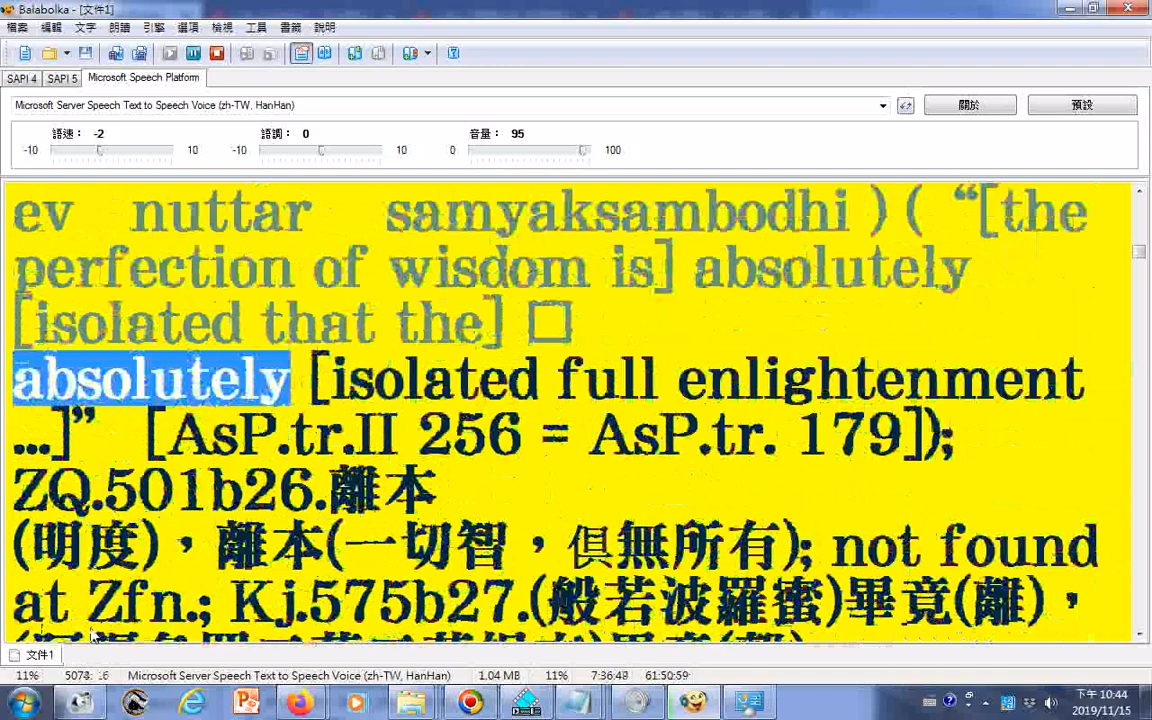 Balabolka - [文件1]
檔案 編輯 文字 朗讀 引擎 選項 檢視 工具 書籤 說明
SAPI 4 SAPI 5 Microsoft Speech Platform
Microsoft Server Speech Text to Speech Voice (zh-TW, HanHan) 關於 預設
語速： -2 語調： 0 音量： 95
-10 10 -10 10 0 100
ev nuttar samyaksambodhi ) ( “[the
perfection of wisdom is] absolutely
[isolated that the] □
absolutely [isolated full enlightenment
...]” [AsP.tr.II 256 = AsP.tr. 179]);
ZQ.501b26.離本
(明度)，離本(一切智，俱無所有); not found
at Zfn.; Kj.575b27.(般若波羅蜜)畢竟(離)，
文件1
11% Microsoft Server Speech Text to Speech Voice (zh-TW, HanHan) 1.04 MB 11% 7:36:48 61:50:59
下午 10:44
2019/11/15